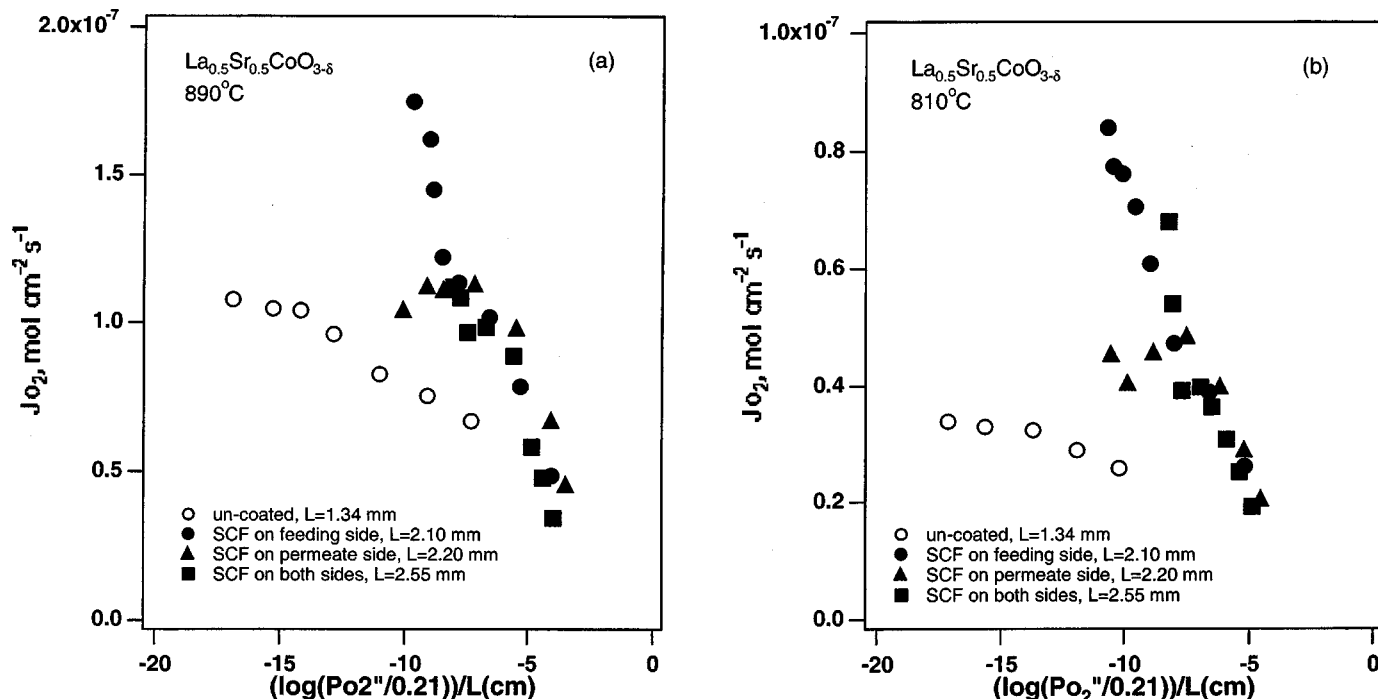 2.0x10⁻⁷
La₀.₅Sr₀.₅CoO₃₋δ
(a)
890°C
1.5
1.0
0.5
0.0
Jo₂, mol cm⁻² s⁻¹
un-coated, L=1.34 mm
SCF on feeding side, L=2.10 mm
SCF on permeate side, L=2.20 mm
SCF on both sides, L=2.55 mm
-20 -15 -10 -5 0
(log(Po2"/0.21))/L(cm)
1.0x10⁻⁷
La₀.₅Sr₀.₅CoO₃₋δ
(b)
810°C
0.8
0.6
0.4
0.2
0.0
Jo₂, mol cm⁻² s⁻¹
un-coated, L=1.34 mm
SCF on feeding side, L=2.10 mm
SCF on permeate side, L=2.20 mm
SCF on both sides, L=2.55 mm
-20 -15 -10 -5 0
(log(Po₂"/0.21))/L(cm)